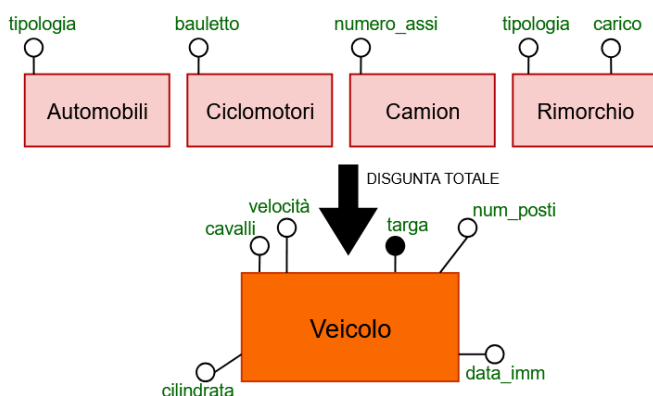 tipologia
bauletto
numero_assi
tipologia
carico
Automobili
Ciclomotori
Camion
Rimorchio
DISGUNTA TOTALE
velocità
cavalli
targa
num_posti
Veicolo
cilindrata
data_imm